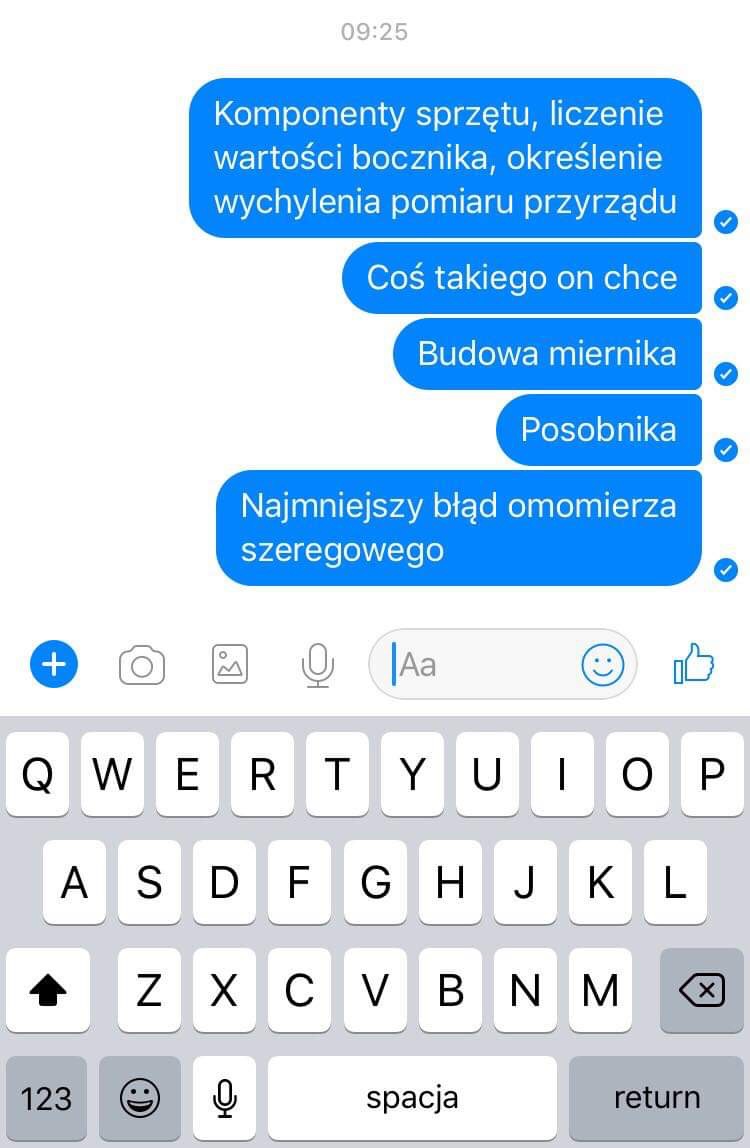 09:25
Komponenty sprzętu, liczenie
wartości bocznika, określenie
wychylenia pomiaru przyrządu
Coś takiego on chce
Budowa miernika
Posobnika
Najmniejszy błąd omomierza
szeregowego
Aa
Q W E R T Y U I O P
A S D F G H J K L
Z X C V B N M
123 spacja return